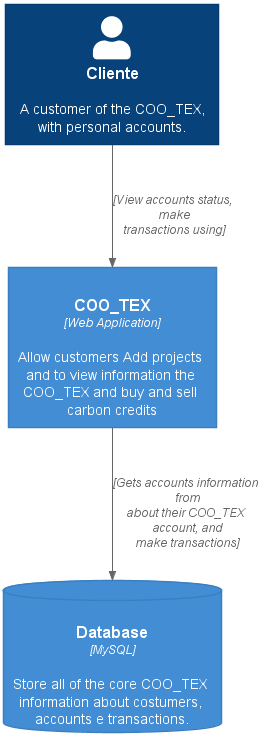 Cliente
A customer of the COO_TEX,
with personal accounts.
[View accounts status,
make
transactions using]
COO_TEX
[Web Application]
Allow customers Add projects
and to view information the
COO_TEX and buy and sell
carbon credits
[Gets accounts information
from
about their COO_TEX
account, and
make transactions]
Database
[MySQL]
Store all of the core COO_TEX
information about costumers,
accounts e transactions.